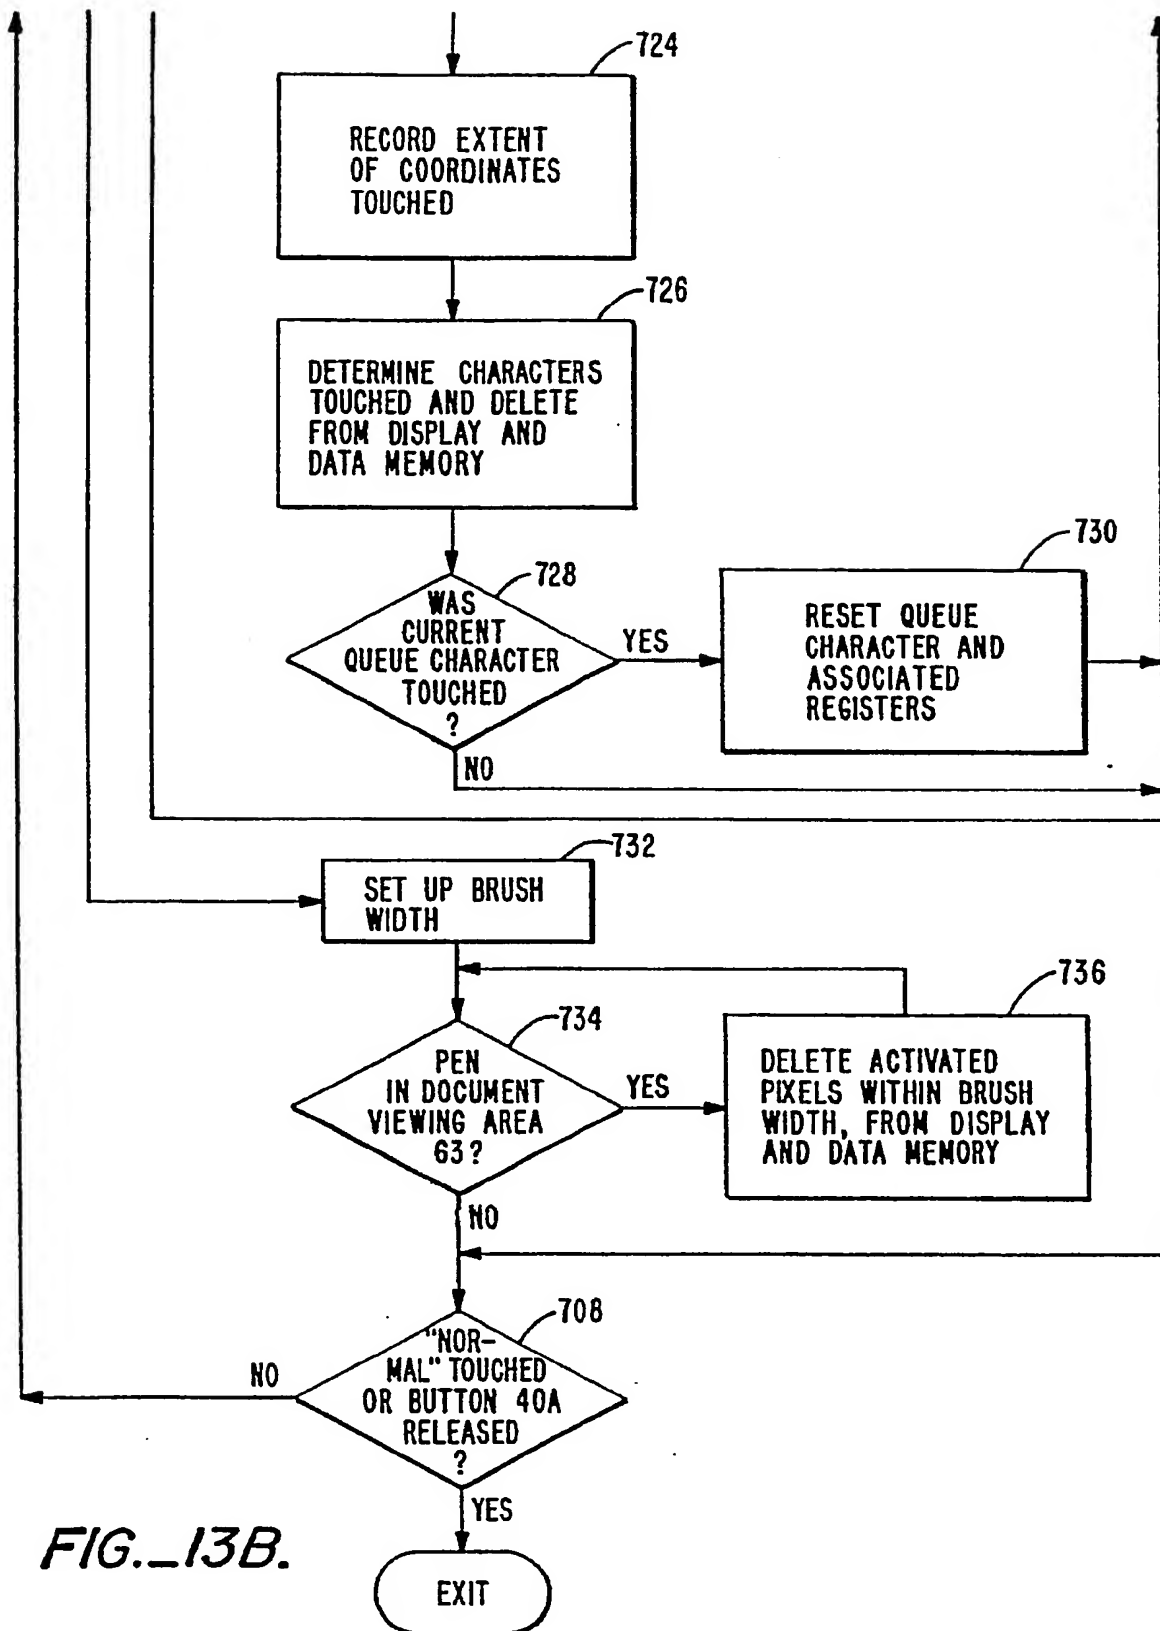 724
RECORD EXTENT
OF COORDINATES
TOUCHED
726
DETERMINE CHARACTERS
TOUCHED AND DELETE
FROM DISPLAY AND
DATA MEMORY
728
WAS
CURRENT
QUEUE CHARACTER
TOUCHED
?
YES
NO
730
RESET QUEUE
CHARACTER AND
ASSOCIATED
REGISTERS
732
SET UP BRUSH
WIDTH
734
PEN
IN DOCUMENT
VIEWING AREA
63?
YES
NO
736
DELETE ACTIVATED
PIXELS WITHIN BRUSH
WIDTH, FROM DISPLAY
AND DATA MEMORY
708
"NOR-
MAL" TOUCHED
OR BUTTON 40A
RELEASED
?
NO
YES
EXIT
FIG._13B.